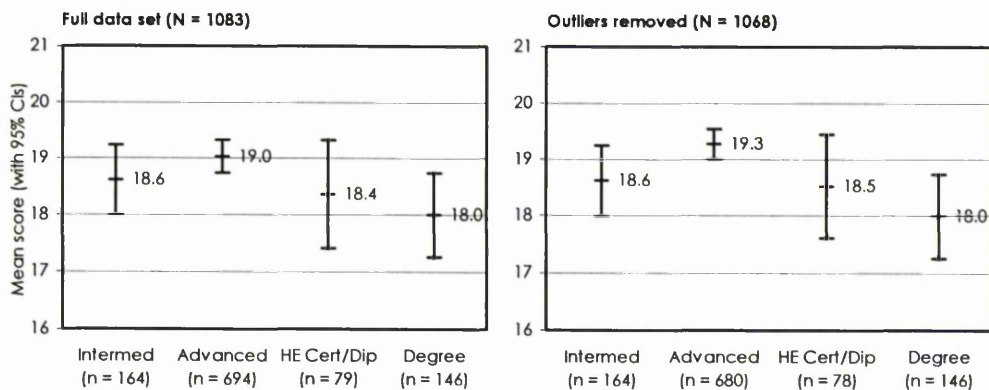 Full data set (N = 1083)
Mean score (with 95% CIs)
21
20
19
18
17
16
18.6
19.0
18.4
18.0
Intermed Advanced HE Cert/Dip Degree
(n = 164) (n = 694) (n = 79) (n = 146)
Outliers removed (N = 1068)
21
20
19
18
17
16
18.6
19.3
18.5
18.0
Intermed Advanced HE Cert/Dip Degree
(n = 164) (n = 680) (n = 78) (n = 146)